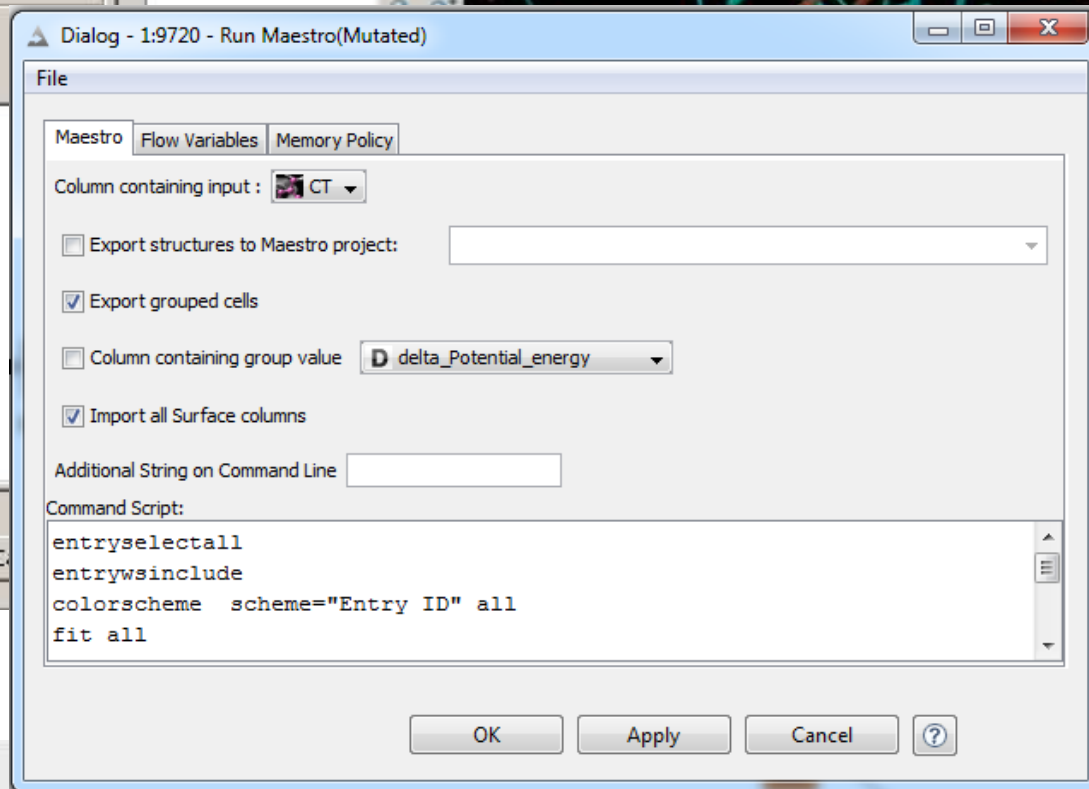 Dialog - 1:9720 - Run Maestro(Mutated)
File
Maestro Flow Variables Memory Policy
Column containing input : CT
Export structures to Maestro project:
Export grouped cells
Column containing group value D delta_Potential_energy
Import all Surface columns
Additional String on Command Line
Command Script:
entryselectall
entrywsinclude
colorscheme  scheme="Entry ID" all
fit all
OK Apply Cancel ?